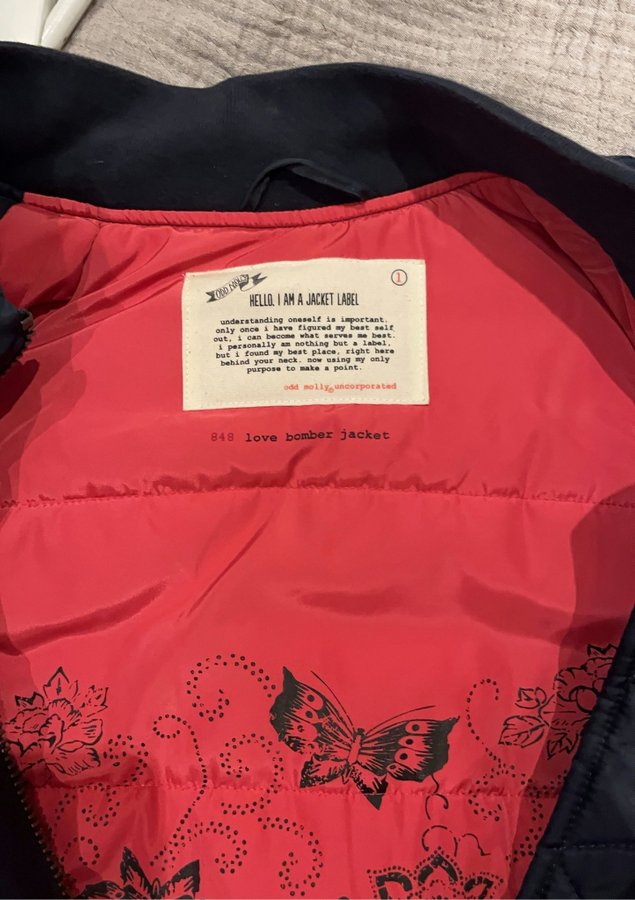 ODD MOLLY
1
HELLO, I AM A JACKET LABEL
understanding oneself is important.
only once i have figured my best self
out, i can become what serves me best.
i personally am nothing but a label,
but i found my best place, right here
behind your neck. now using my only
purpose to make a point.
odd molly© uncorporated
848 love bomber jacket